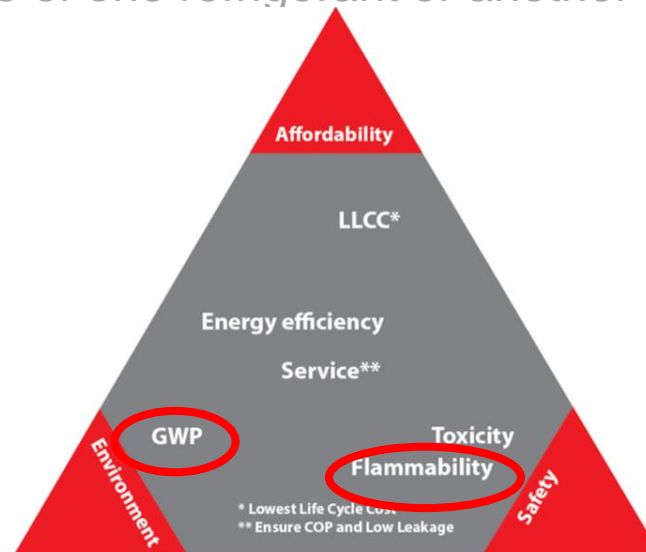 Affordability
LLCC*
Energy efficiency
Service**
GWP
Toxicity
Flammability
Environment
Safety
* Lowest Life Cycle Cost
** Ensure COP and Low Leakage